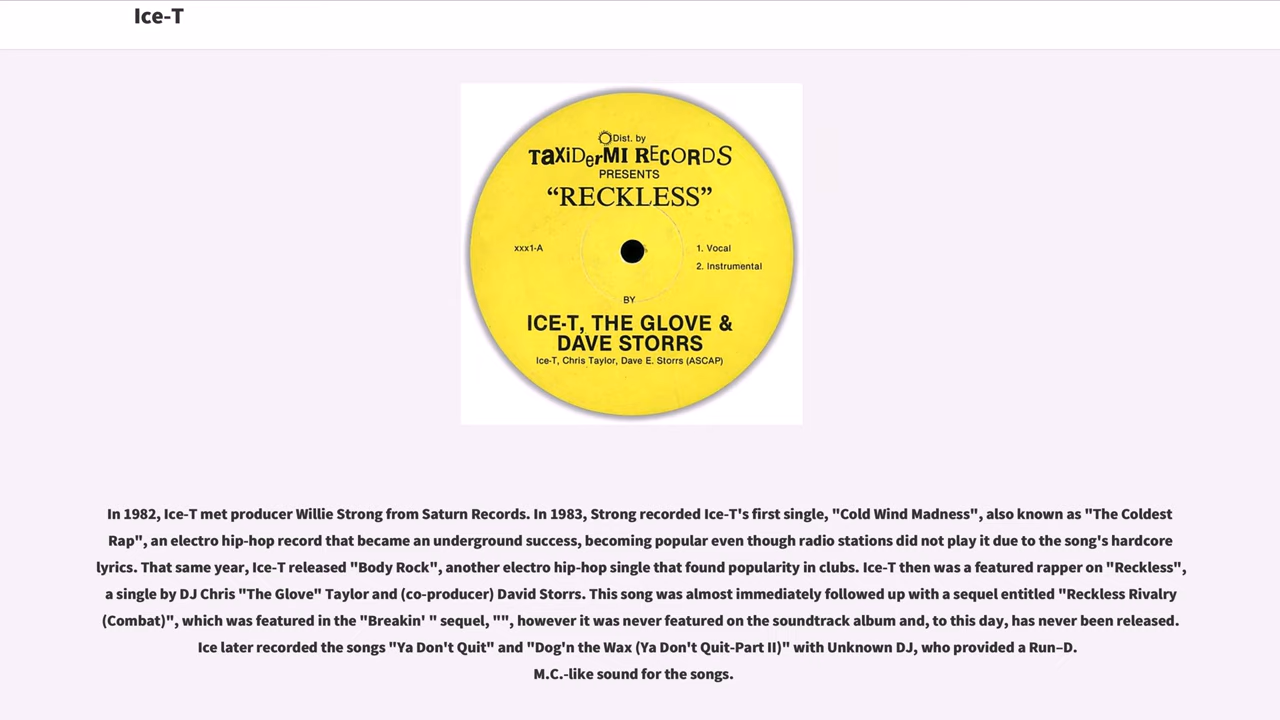 Ice-T
Dist. by
TaxiDerMI RECORDS
PRESENTS
"RECKLESS"
xxx1-A
1. Vocal
2. Instrumental
BY
ICE-T, THE GLOVE &
DAVE STORRS
Ice-T, Chris Taylor, Dave E. Storrs (ASCAP)
In 1982, Ice-T met producer Willie Strong from Saturn Records. In 1983, Strong recorded Ice-T's first single, "Cold Wind Madness", also known as "The Coldest
Rap", an electro hip-hop record that became an underground success, becoming popular even though radio stations did not play it due to the song's hardcore
lyrics. That same year, Ice-T released "Body Rock", another electro hip-hop single that found popularity in clubs. Ice-T then was a featured rapper on "Reckless",
a single by DJ Chris "The Glove" Taylor and (co-producer) David Storrs. This song was almost immediately followed up with a sequel entitled "Reckless Rivalry
(Combat)", which was featured in the "Breakin' " sequel, "", however it was never featured on the soundtrack album and, to this day, has never been released.
Ice later recorded the songs "Ya Don't Quit" and "Dog'n the Wax (Ya Don't Quit-Part II)" with Unknown DJ, who provided a Run–D.
M.C.-like sound for the songs.